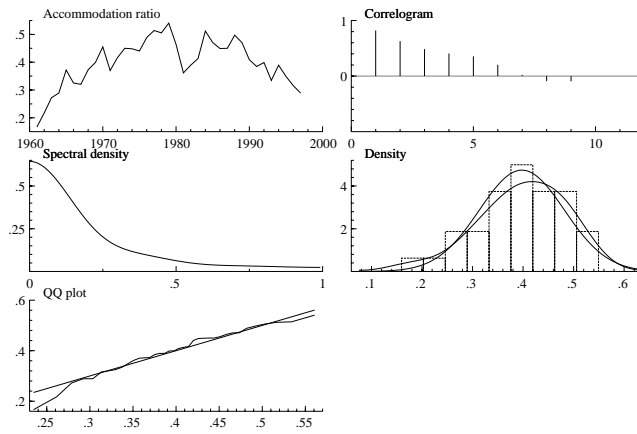 Accommodation ratio
.5
.4
.3
.2
1960 1970 1980 1990 2000
Correlogram
1
0
0 5 10
Spectral density
.5
.25
0 .5 1
Density
4
2
.1 .2 .3 .4 .5 .6
QQ plot
.6
.4
.2
.25 .3 .35 .4 .45 .5 .55